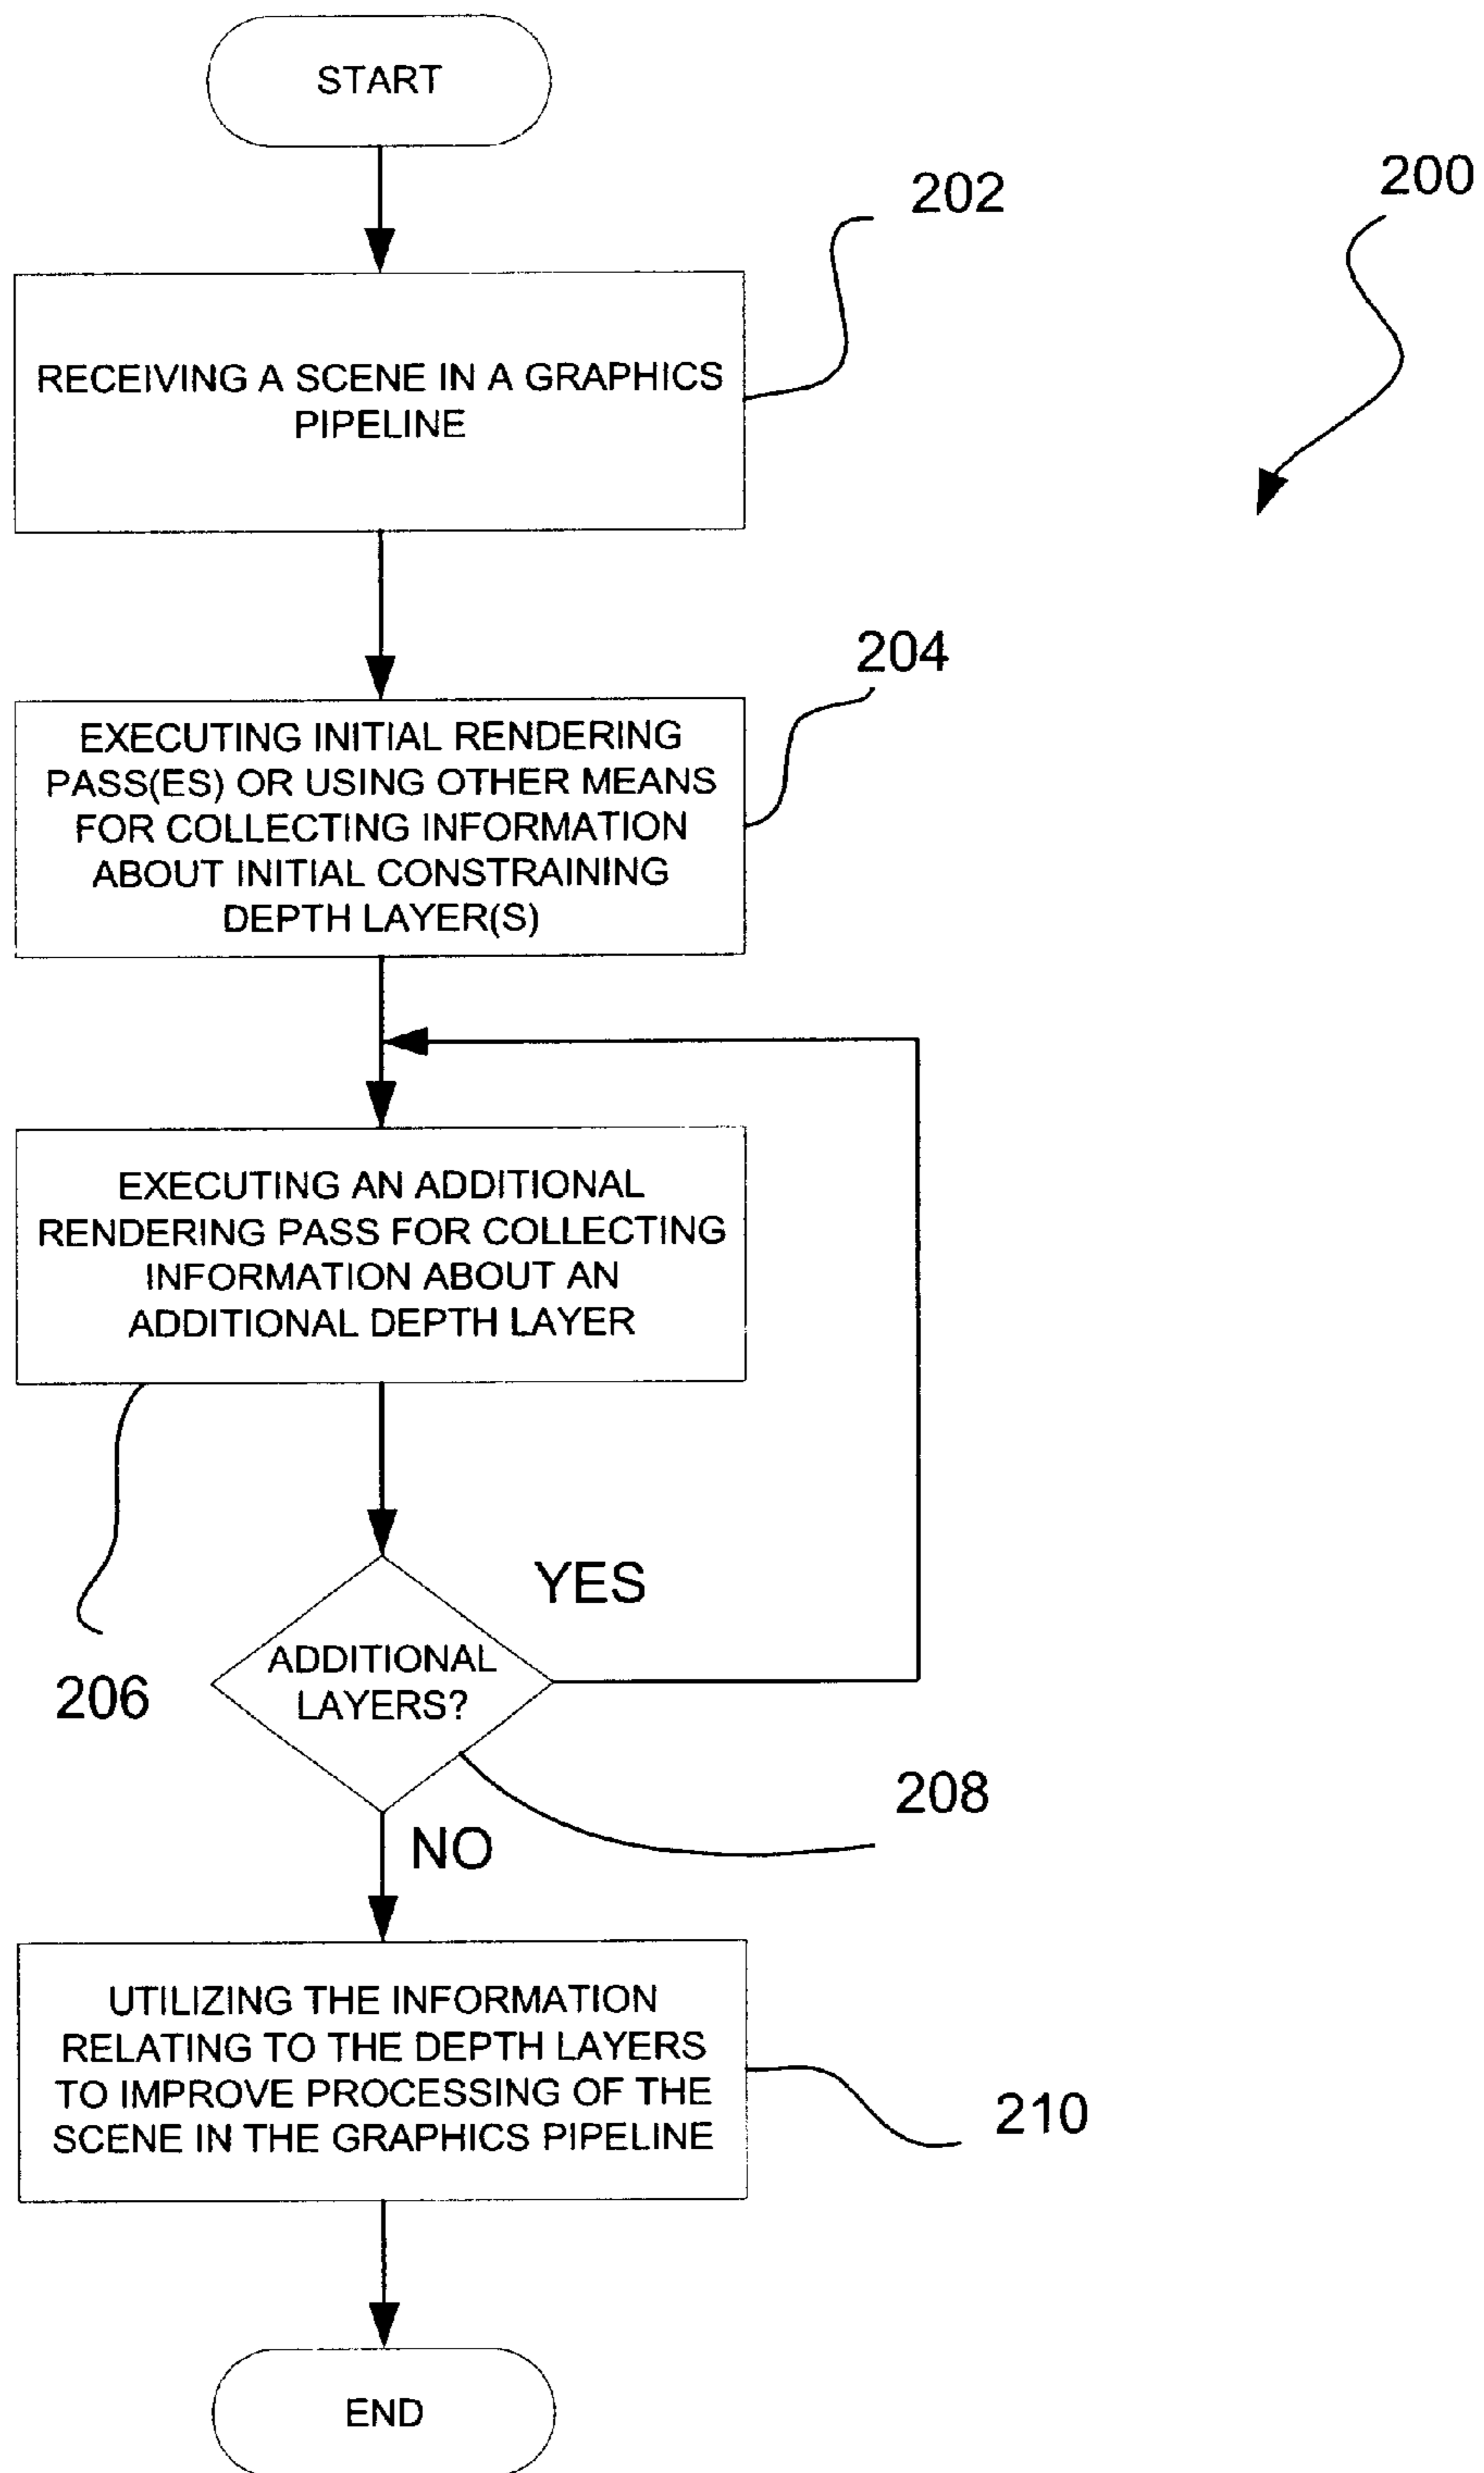 START
202
200
RECEIVING A SCENE IN A GRAPHICS
PIPELINE
204
EXECUTING INITIAL RENDERING
PASS(ES) OR USING OTHER MEANS
FOR COLLECTING INFORMATION
ABOUT INITIAL CONSTRAINING
DEPTH LAYER(S)
EXECUTING AN ADDITIONAL
RENDERING PASS FOR COLLECTING
INFORMATION ABOUT AN
ADDITIONAL DEPTH LAYER
YES
206
ADDITIONAL
LAYERS?
208
NO
UTILIZING THE INFORMATION
RELATING TO THE DEPTH LAYERS
TO IMPROVE PROCESSING OF THE
SCENE IN THE GRAPHICS PIPELINE
210
END